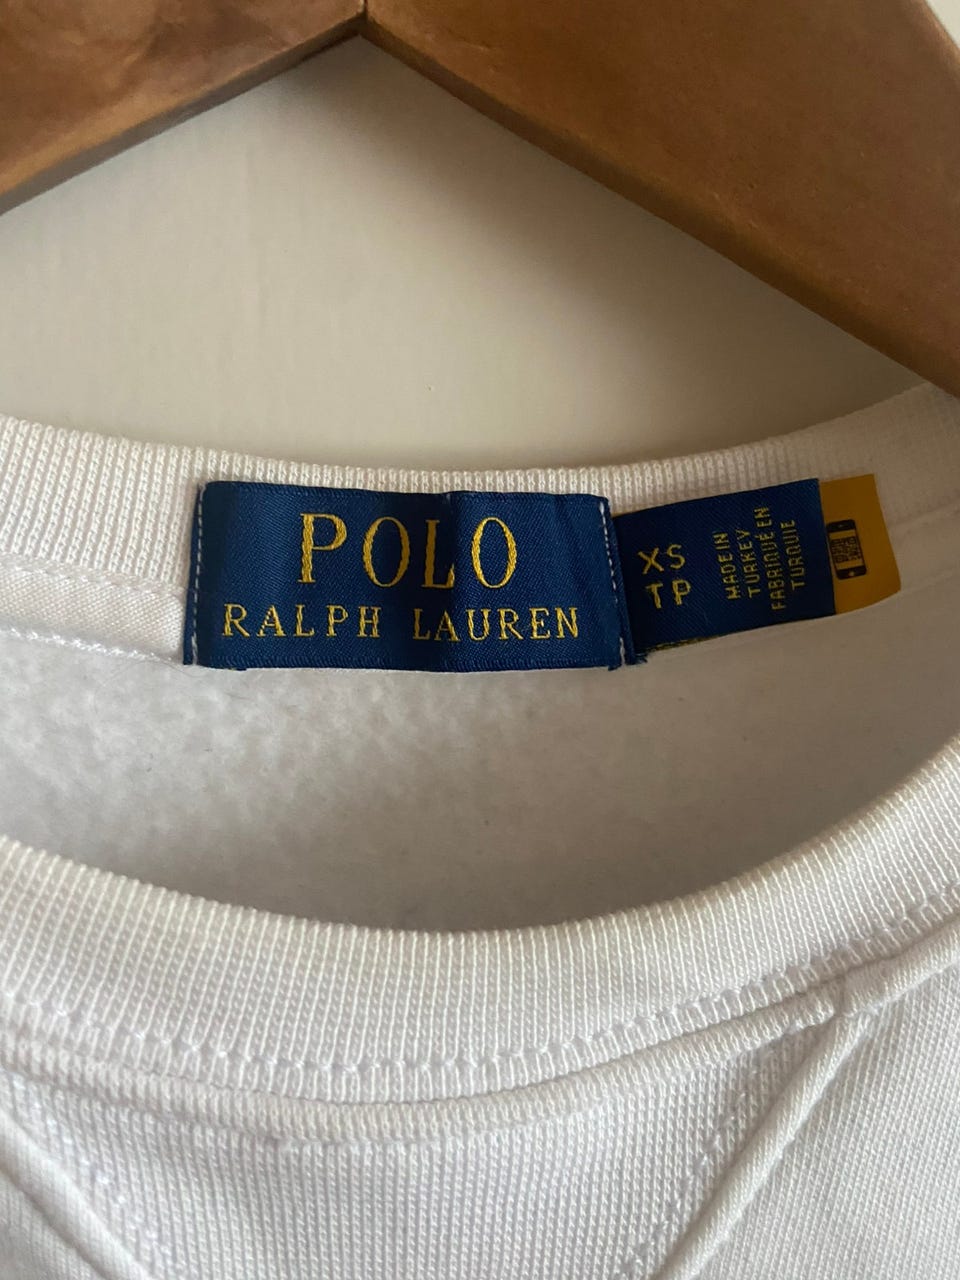 POLO
RALPH LAUREN
XS
TP
MADE IN
TURKEY
FABRIQUÉ EN
TURQUIE